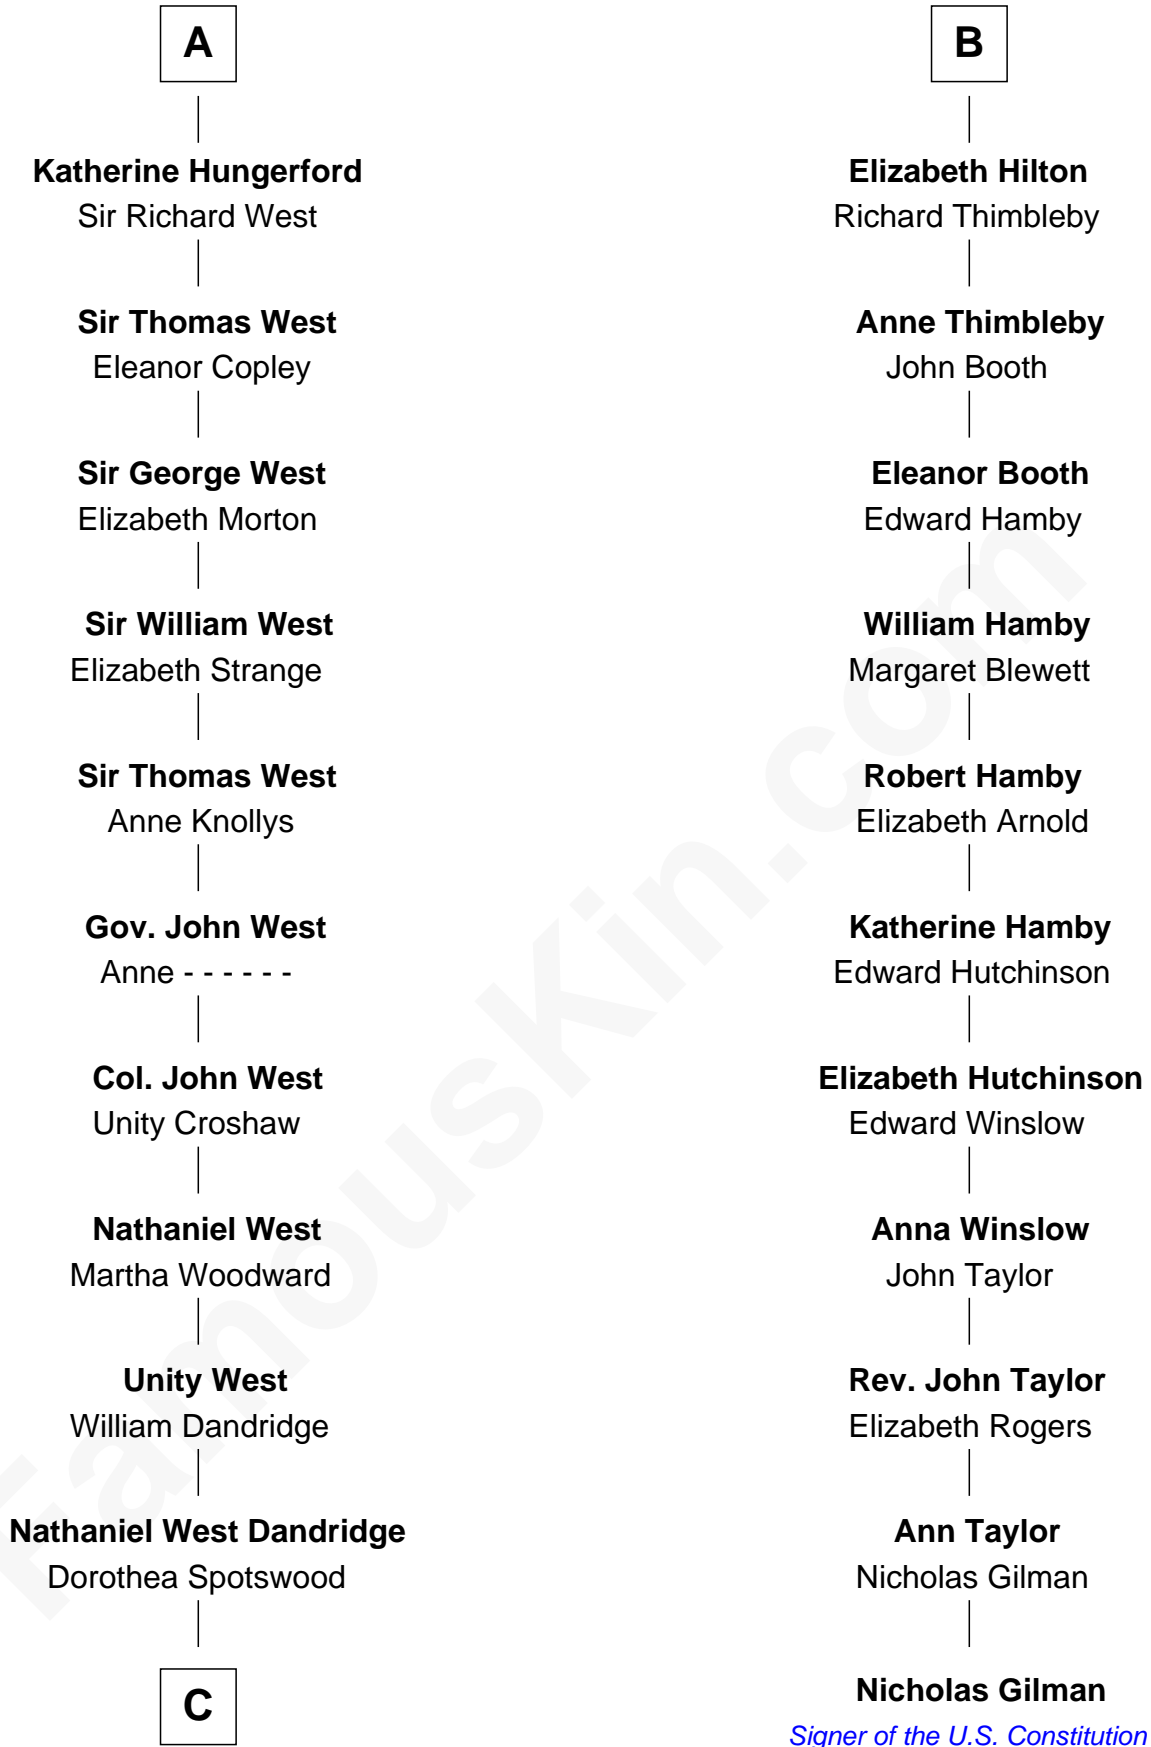 A
Katherine Hungerford
Sir Richard West
Sir Thomas West
Eleanor Copley
Sir George West
Elizabeth Morton
Sir William West
Elizabeth Strange
Sir Thomas West
Anne Knollys
Gov. John West
Anne - - - - - -
Col. John West
Unity Croshaw
Nathaniel West
Martha Woodward
Unity West
William Dandridge
Nathaniel West Dandridge
Dorothea Spotswood
C
B
Elizabeth Hilton
Richard Thimbleby
Anne Thimbleby
John Booth
Eleanor Booth
Edward Hamby
William Hamby
Margaret Blewett
Robert Hamby
Elizabeth Arnold
Katherine Hamby
Edward Hutchinson
Elizabeth Hutchinson
Edward Winslow
Anna Winslow
John Taylor
Rev. John Taylor
Elizabeth Rogers
Ann Taylor
Nicholas Gilman
Nicholas Gilman
Signer of the U.S. Constitution
FamousKin.com